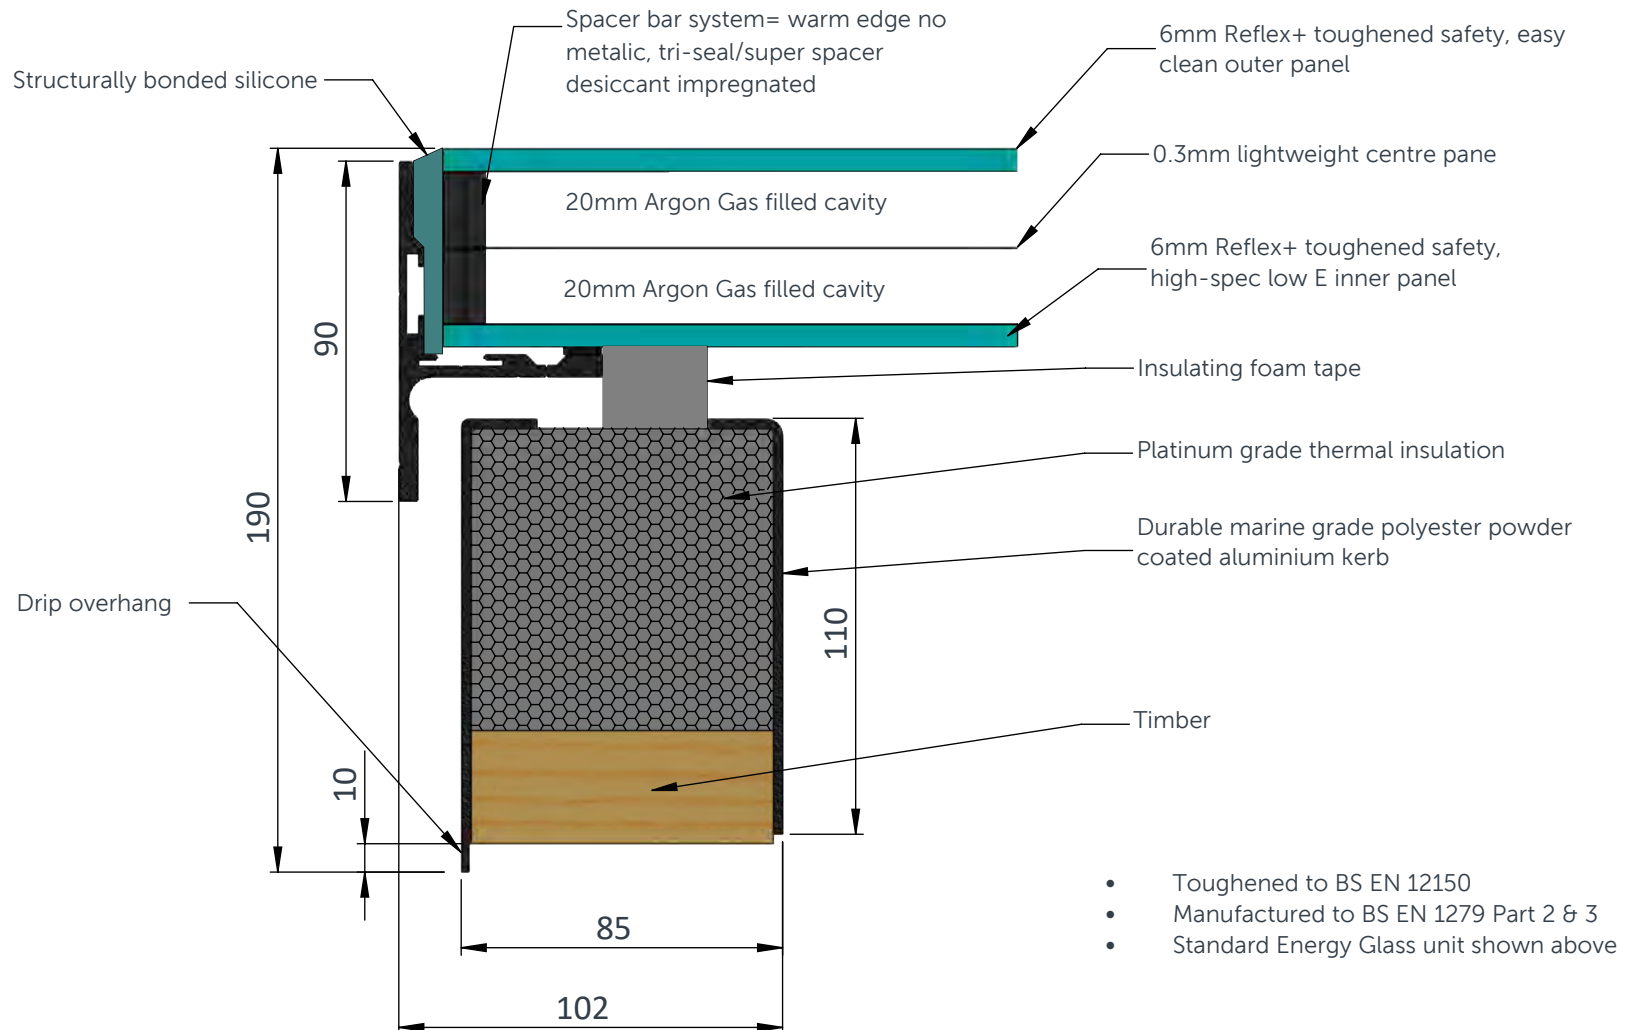 Spacer bar system= warm edge no
metalic, tri-seal/super spacer
desiccant impregnated
6mm Reflex+ toughened safety, easy
clean outer panel
Structurally bonded silicone
0.3mm lightweight centre pane
20mm Argon Gas filled cavity
6mm Reflex+ toughened safety,
high-spec low E inner panel
20mm Argon Gas filled cavity
90
Insulating foam tape
Platinum grade thermal insulation
190
Durable marine grade polyester powder
coated aluminium kerb
Drip overhang
110
Timber
10
• Toughened to BS EN 12150
• Manufactured to BS EN 1279 Part 2 & 3
• Standard Energy Glass unit shown above
85
102